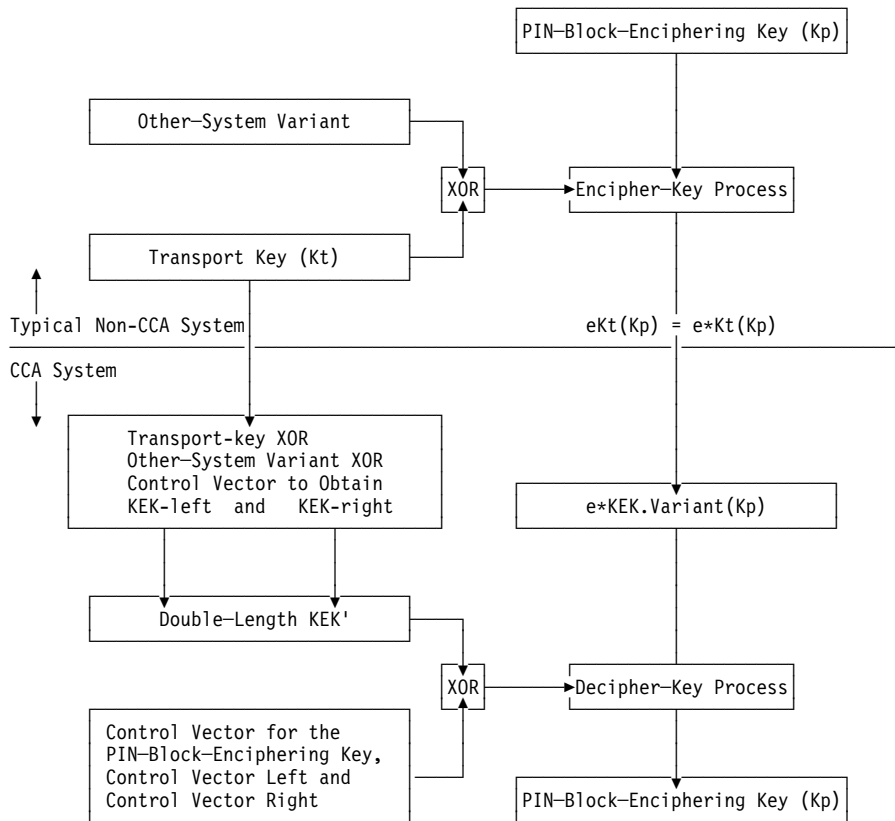 PIN—Block—Enciphering Key (Kp)
Other—System Variant
XOR
Encipher—Key Process
Transport Key (Kt)
Typical Non—CCA System
eKt(Kp) = e*Kt(Kp)
CCA System
Transport-key XOR
Other—System Variant XOR
Control Vector to Obtain
KEK-left and KEK-right
e*KEK.Variant(Kp)
Double—Length KEK'
XOR
Decipher—Key Process
Control Vector for the
PIN—Block—Enciphering Key,
Control Vector Left and
Control Vector Right
PIN—Block—Enciphering Key (Kp)